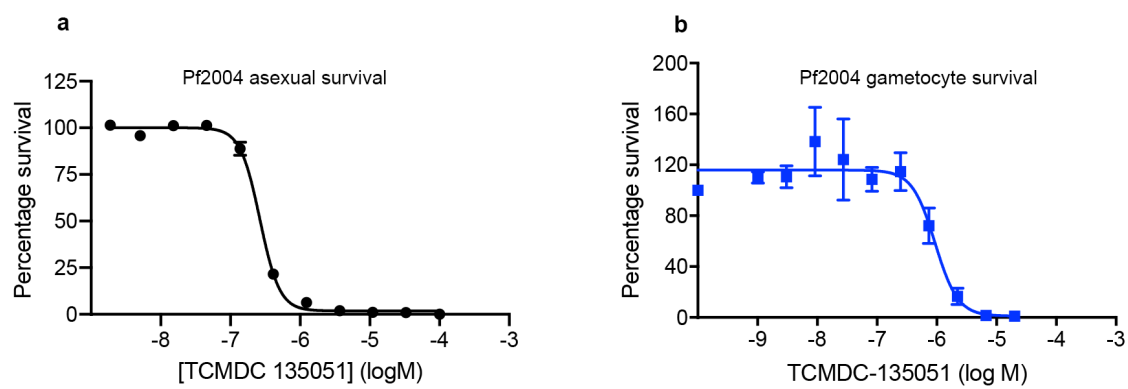 a
Pf2004 asexual survival
Percentage survival
125
100
75
50
25
0
-8 -7 -6 -5 -4 -3
[TCMDC 135051] (logM)
b
Pf2004 gametocyte survival
Percentage survival
200
160
120
80
40
0
-9 -8 -7 -6 -5 -4 -3
TCMDC-135051 (log M)